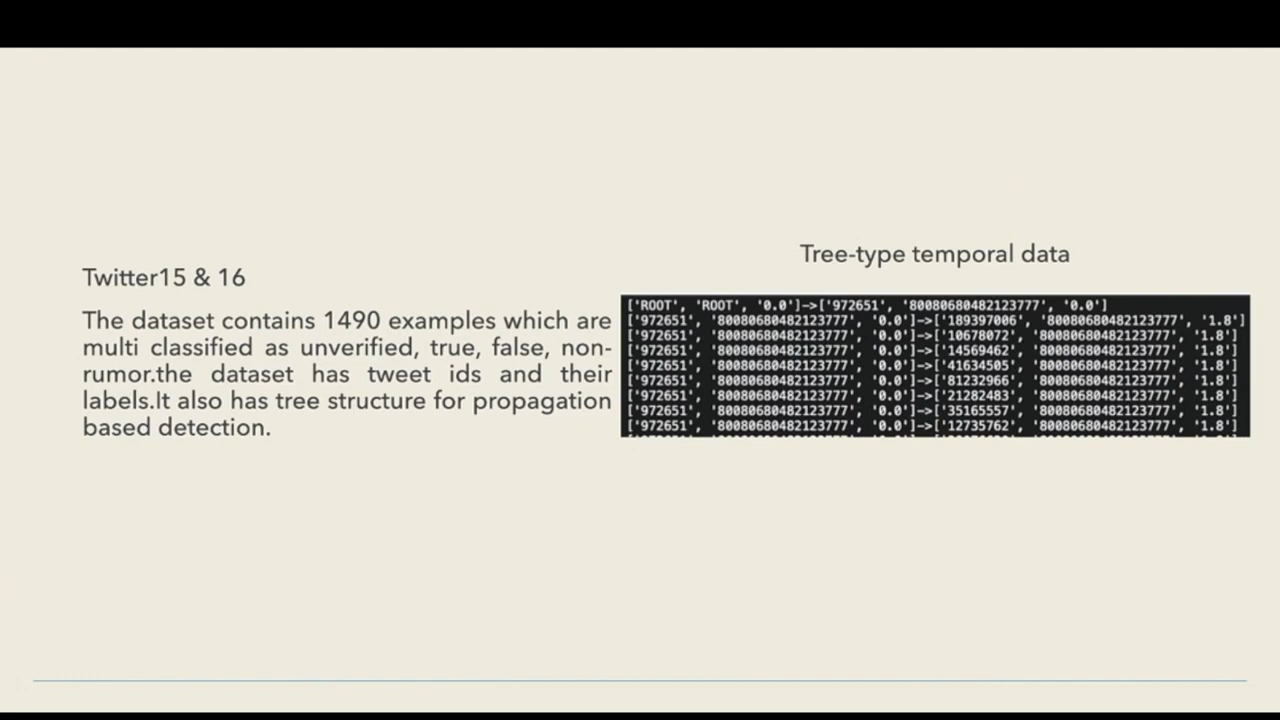 Twitter15 & 16
The dataset contains 1490 examples which are
multi classified as unverified, true, false, non-
rumor.the dataset has tweet ids and their
labels.It also has tree structure for propagation
based detection.
Tree-type temporal data
['ROOT', 'ROOT', '0.0']->['972651', '80080680482123777', '0.0']
['972651', '80080680482123777', '0.0']->['189397006', '80080680482123777', '1.8']
['972651', '80080680482123777', '0.0']->['10678072', '80080680482123777', '1.8']
['972651', '80080680482123777', '0.0']->['14569462', '80080680482123777', '1.8']
['972651', '80080680482123777', '0.0']->['41634505', '80080680482123777', '1.8']
['972651', '80080680482123777', '0.0']->['81232966', '80080680482123777', '1.8']
['972651', '80080680482123777', '0.0']->['21282483', '80080680482123777', '1.8']
['972651', '80080680482123777', '0.0']->['35165557', '80080680482123777', '1.8']
['972651', '80080680482123777', '0.0']->['12735762', '80080680482123777', '1.8']